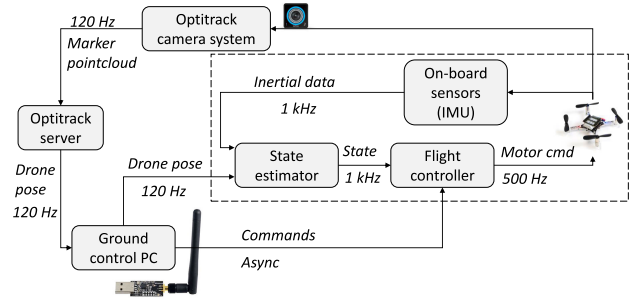 120 Hz
Marker
pointcloud
Optitrack
camera system
Optitrack
server
Drone
pose
120 Hz
Inertial data
1 kHz
On-board
sensors
(IMU)
Drone pose
120 Hz
State
estimator
State
1 kHz
Flight
controller
Motor cmd
500 Hz
Ground
control PC
Commands
Async